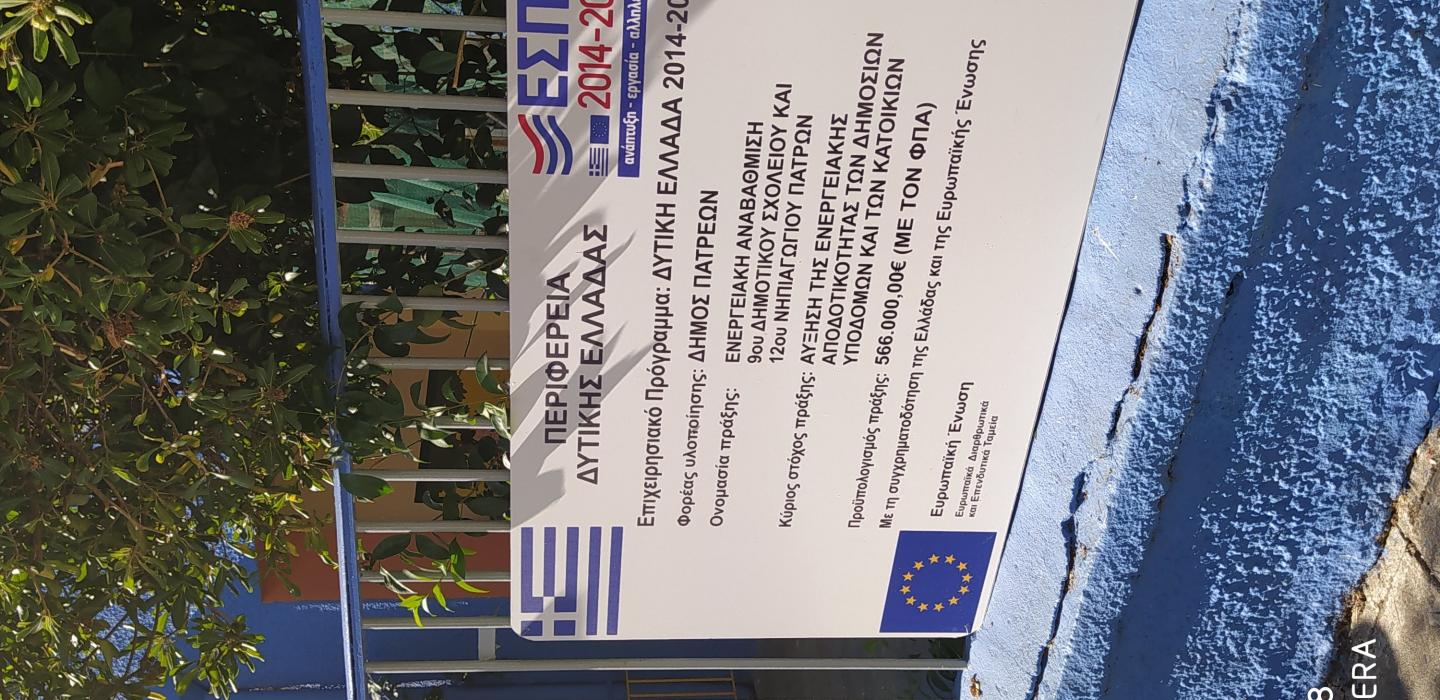 ΠΕΡΙΦΕΡΕΙΑ
ΔΥΤΙΚΗΣ ΕΛΛΑΔΑΣ
ΕΣΠ
2014-20
ανάπτυξη - εργασία - αλληλ
Επιχειρησιακό Πρόγραμμα: ΔΥΤΙΚΗ ΕΛΛΑΔΑ 2014-20
Φορέας υλοποίησης: ΔΗΜΟΣ ΠΑΤΡΕΩΝ
Ονομασία πράξης: ΕΝΕΡΓΕΙΑΚΗ ΑΝΑΒΑΘΜΙΣΗ
9ου ΔΗΜΟΤΙΚΟΥ ΣΧΟΛΕΙΟΥ ΚΑΙ
12ου ΝΗΠΙΑΓΩΓΙΟΥ ΠΑΤΡΩΝ
Κύριος στόχος πράξης: ΑΥΞΗΣΗ ΤΗΣ ΕΝΕΡΓΕΙΑΚΗΣ
ΑΠΟΔΟΤΙΚΟΤΗΤΑΣ ΤΩΝ ΔΗΜΟΣΙΩΝ
ΥΠΟΔΟΜΩΝ ΚΑΙ ΤΩΝ ΚΑΤΟΙΚΙΩΝ
Προϋπολογισμός πράξης: 566.000,00€ (ΜΕ ΤΟΝ ΦΠΑ)
Με τη συγχρηματοδότηση της Ελλάδας και της Ευρωπαϊκής Ένωσης
Ευρωπαϊκή Ένωση
Ευρωπαϊκά Διαρθρωτικά
και Επενδυτικά Ταμεία
8
ERA